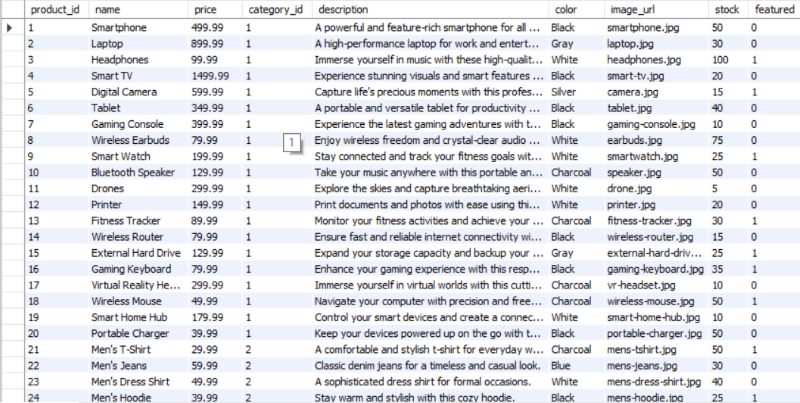 product_id name price category_id description color image_url stock featured
1 Smartphone 499.99 1 A powerful and feature-rich smartphone for all ... Black smartphone.jpg 50 0
2 Laptop 899.99 1 A high-performance laptop for work and entert... Gray laptop.jpg 30 0
3 Headphones 99.99 1 Immerse yourself in music with these high-qualit... White headphones.jpg 100 1
4 Smart TV 1499.99 1 Experience stunning visuals and smart features ... Black smart-tv.jpg 20 0
5 Digital Camera 599.99 1 Capture life's precious moments with this profes... Silver camera.jpg 15 1
6 Tablet 349.99 1 A portable and versatile tablet for productivity ... Black tablet.jpg 40 0
7 Gaming Console 399.99 1 Experience the latest gaming adventures with t... Black gaming-console.jpg 10 0
8 Wireless Earbuds 79.99 1 1 Enjoy wireless freedom and crystal-clear audio ... White earbuds.jpg 75 0
9 Smart Watch 199.99 1 Stay connected and track your fitness goals wit... White smartwatch.jpg 25 1
10 Bluetooth Speaker 129.99 1 Take your music anywhere with this portable an... Charcoal speaker.jpg 50 0
11 Drones 299.99 1 Explore the skies and capture breathtaking aeri... White drone.jpg 5 0
12 Printer 149.99 1 Print documents and photos with ease using thi... White printer.jpg 20 0
13 Fitness Tracker 89.99 1 Monitor your fitness activities and achieve your ... Charcoal fitness-tracker.jpg 30 1
14 Wireless Router 79.99 1 Ensure fast and reliable internet connectivity wi... Black wireless-router.jpg 15 0
15 External Hard Drive 129.99 1 Expand your storage capacity and backup your ... Gray external-hard-driv... 25 1
16 Gaming Keyboard 79.99 1 Enhance your gaming experience with this resp... Black gaming-keyboard.jpg 35 1
17 Virtual Reality He... 299.99 1 Immerse yourself in virtual worlds with this cutti... Charcoal vr-headset.jpg 10 0
18 Wireless Mouse 49.99 1 Navigate your computer with precision and free... Charcoal wireless-mouse.jpg 50 1
19 Smart Home Hub 179.99 1 Control your smart devices and create a connec... White smart-home-hub.jpg 10 0
20 Portable Charger 39.99 1 Keep your devices powered up on the go with t... Black portable-charger.jpg 50 0
21 Men's T-Shirt 29.99 2 A comfortable and stylish t-shirt for everyday w... Charcoal mens-tshirt.jpg 50 1
22 Men's Jeans 59.99 2 Classic denim jeans for a timeless and casual look. Blue mens-jeans.jpg 30 0
23 Men's Dress Shirt 49.99 2 A sophisticated dress shirt for formal occasions. White mens-dress-shirt.jpg 40 0
24 Men's Hoodie 39.99 2 Stay warm and stylish with this cozy hoodie. Black mens-hoodie.jpg 25 1